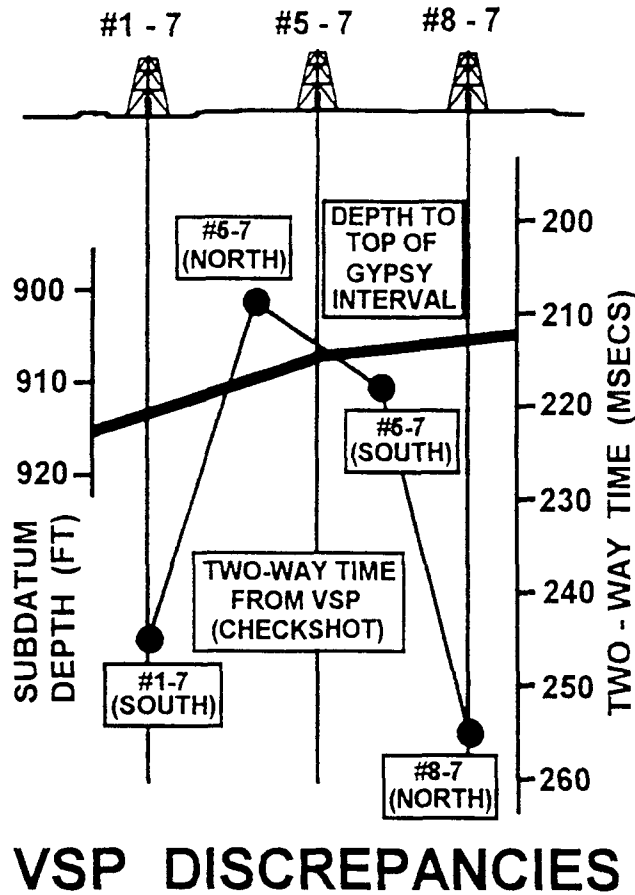 #1 - 7
#5 - 7
#8 - 7
#5-7
(NORTH)
DEPTH TO
TOP OF
GYPSY
INTERVAL
900
910
920
SUBDATUM
DEPTH (FT)
200
210
220
230
240
250
260
TWO - WAY TIME (MSECS)
#5-7
(SOUTH)
TWO-WAY TIME
FROM VSP
(CHECKSHOT)
#1-7
(SOUTH)
#8-7
(NORTH)
VSP DISCREPANCIES